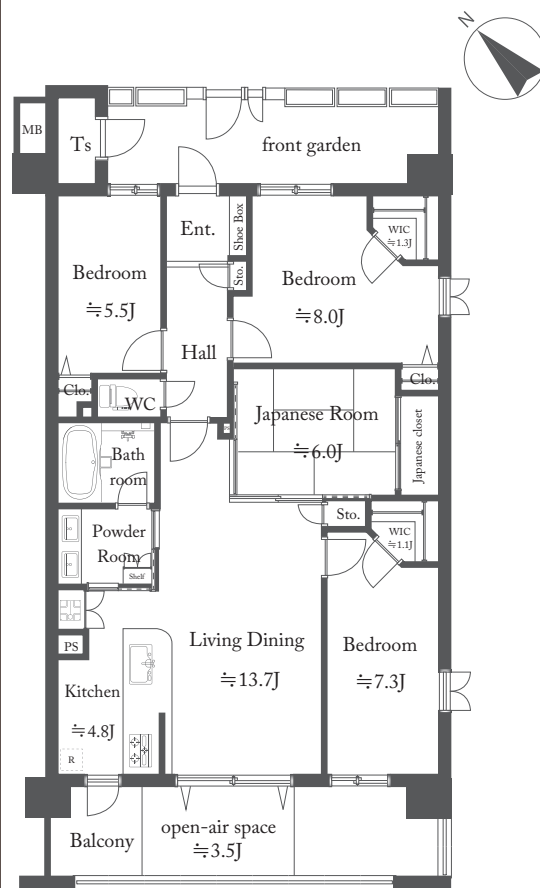 N
MB
Ts
front garden
Ent.
Shoe Box
WIC
≒1.3J
Bedroom
≒5.5J
Sto.
Bedroom
≒8.0J
Hall
Clo.
WC
Clo.
Japanese Room
≒6.0J
Japanese closet
Bath
room
Sto.
WIC
≒1.1J
Powder
Room
Shelf
PS
Living Dining
≒13.7J
Bedroom
≒7.3J
Kitchen
≒4.8J
R
Balcony
open-air space
≒3.5J